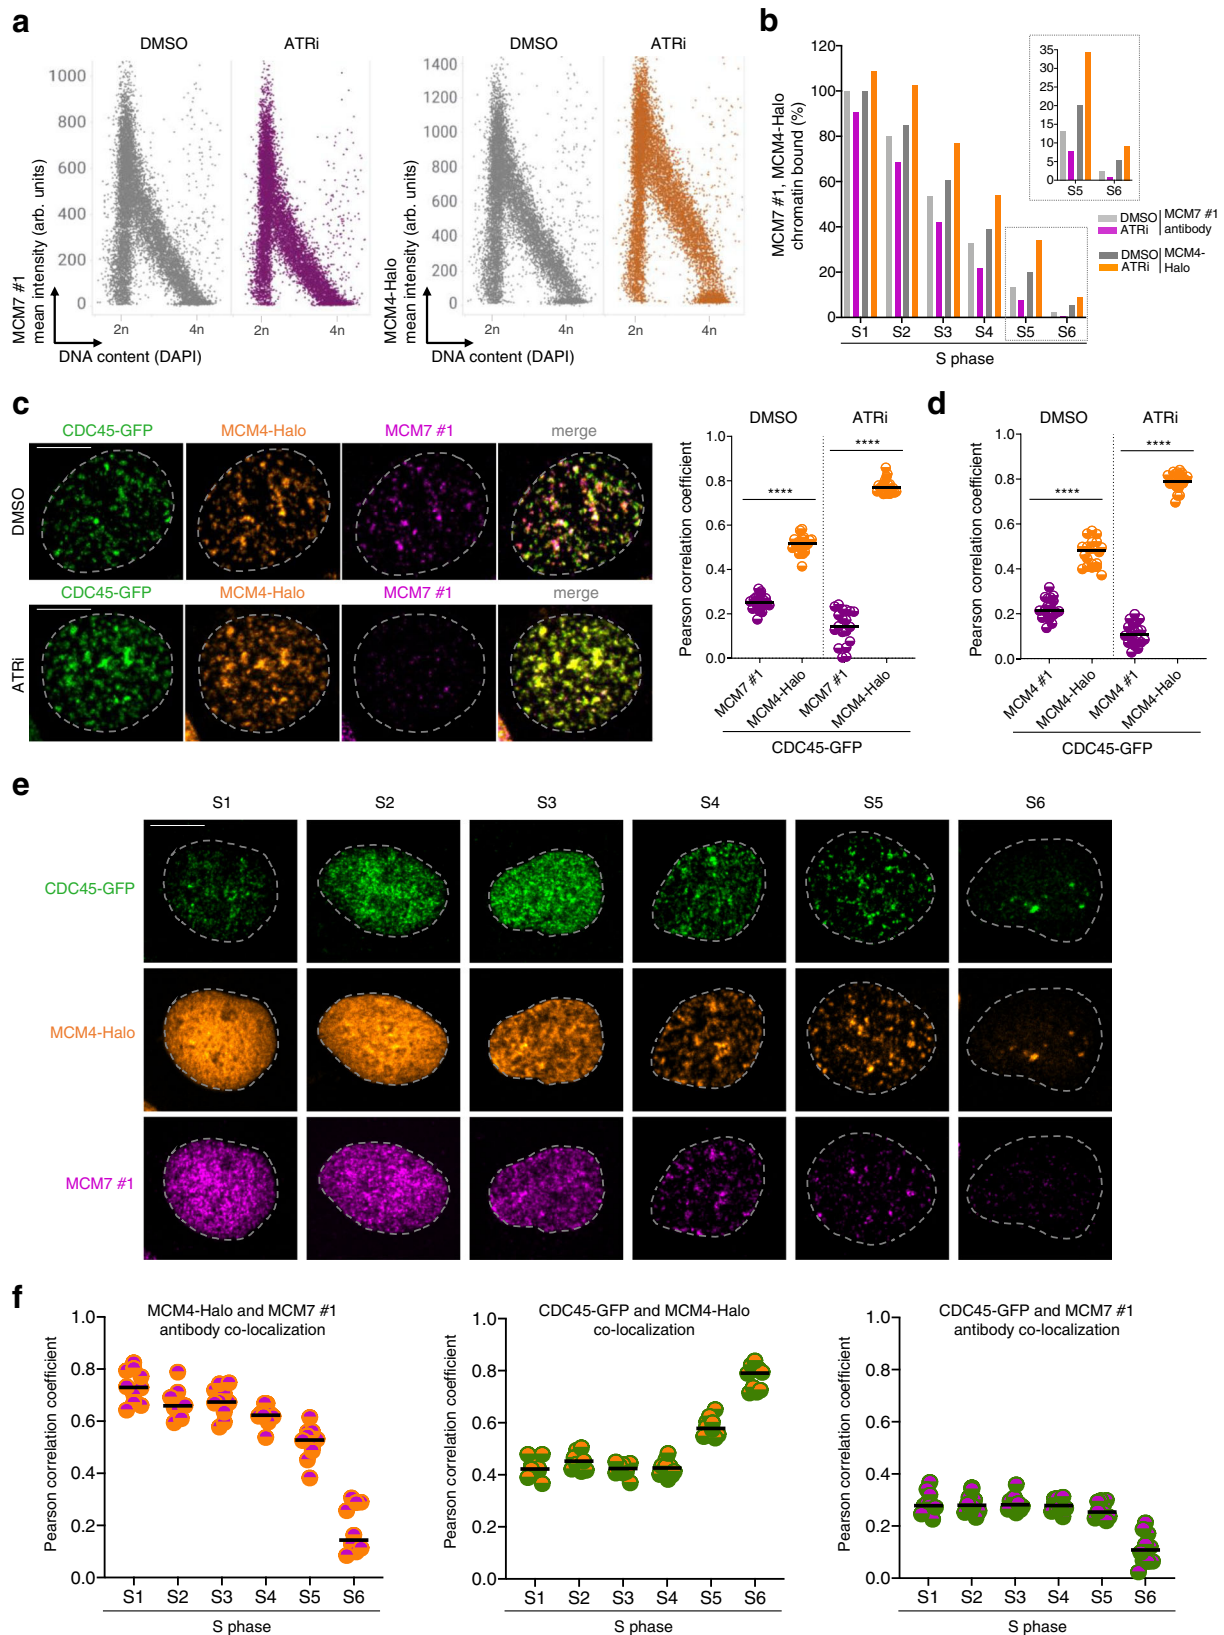 a
DMSO
ATRi
DMSO
ATRi
MCM7 #1
mean intensity (arb. units)
1000
800
600
400
200
0
2n
4n
2n
4n
DNA content (DAPI)
MCM4-Halo
mean intensity (arb. units)
1400
1200
1000
800
600
400
200
0
2n
4n
2n
4n
DNA content (DAPI)
b
MCM7 #1, MCM4-Halo
chromatin bound (%)
120
100
80
60
40
20
0
S1
S2
S3
S4
S5
S6
S phase
35
30
25
20
15
10
5
0
S5
S6
DMSO
ATRi
MCM7 #1
antibody
DMSO
ATRi
MCM4-
Halo
c
CDC45-GFP
MCM4-Halo
MCM7 #1
merge
DMSO
CDC45-GFP
MCM4-Halo
MCM7 #1
merge
ATRi
DMSO
ATRi
Pearson correlation coefficient
1.0
0.8
0.6
0.4
0.2
0.0
****
****
MCM7 #1
MCM4-Halo
MCM7 #1
MCM4-Halo
CDC45-GFP
d
DMSO
ATRi
Pearson correlation coefficient
1.0
0.8
0.6
0.4
0.2
0.0
****
****
MCM4 #1
MCM4-Halo
MCM4 #1
MCM4-Halo
CDC45-GFP
e
S1
S2
S3
S4
S5
S6
CDC45-GFP
MCM4-Halo
MCM7 #1
f
MCM4-Halo and MCM7 #1
antibody co-localization
Pearson correlation coefficient
1.0
0.8
0.6
0.4
0.2
0.0
S1
S2
S3
S4
S5
S6
S phase
CDC45-GFP and MCM4-Halo
co-localization
Pearson correlation coefficient
1.0
0.8
0.6
0.4
0.2
0.0
S1
S2
S3
S4
S5
S6
S phase
CDC45-GFP and MCM7 #1
antibody co-localization
Pearson correlation coefficient
1.0
0.8
0.6
0.4
0.2
0.0
S1
S2
S3
S4
S5
S6
S phase